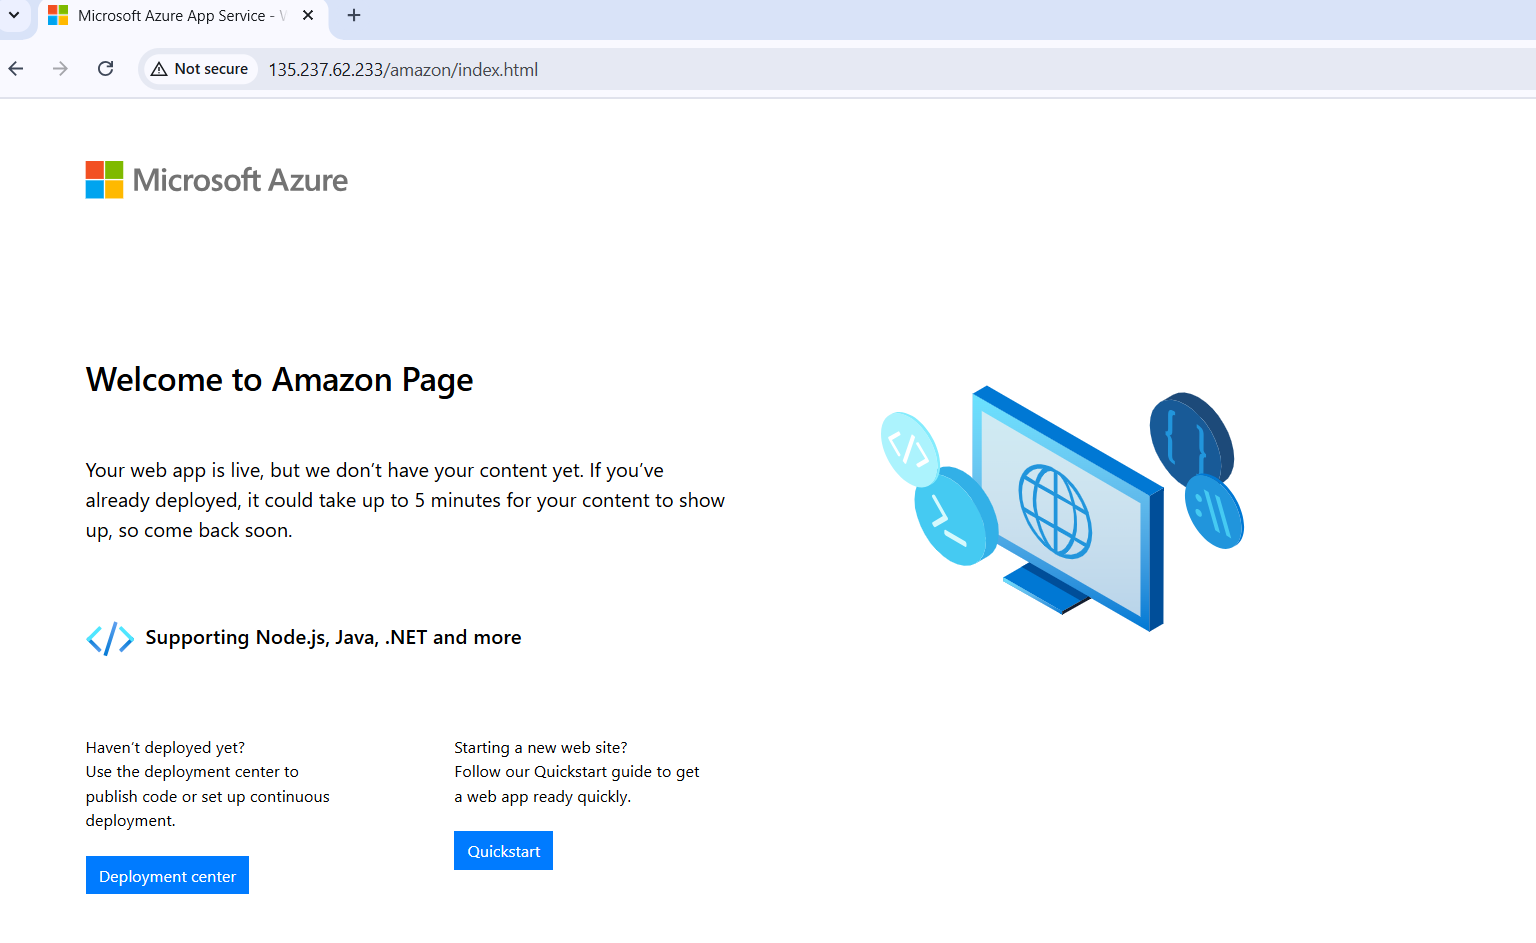 Microsoft Azure App Service - W
Not secure
135.237.62.233/amazon/index.html
Microsoft Azure
Welcome to Amazon Page
Your web app is live, but we don’t have your content yet. If you’ve
already deployed, it could take up to 5 minutes for your content to show
up, so come back soon.
</> Supporting Node.js, Java, .NET and more
Haven’t deployed yet?
Use the deployment center to
publish code or set up continuous
deployment.
Deployment center
Starting a new web site?
Follow our Quickstart guide to get
a web app ready quickly.
Quickstart